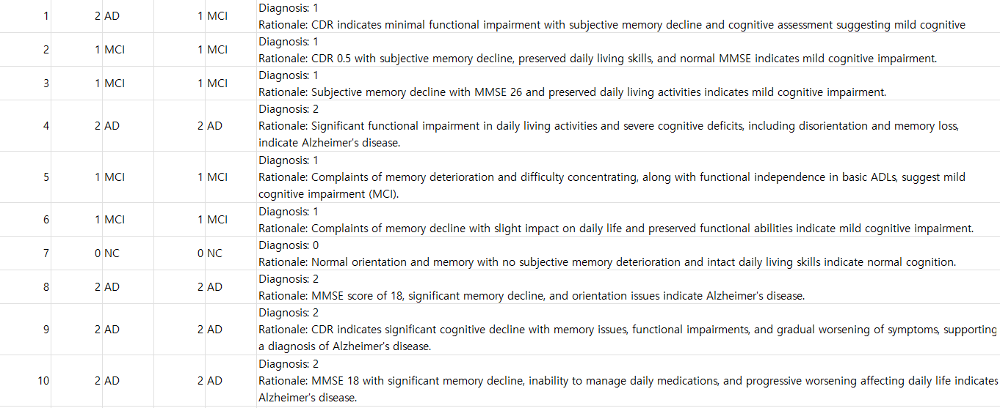 1 2 AD 1 MCI Diagnosis: 1
Rationale: CDR indicates minimal functional impairment with subjective memory decline and cognitive assessment suggesting mild cognitive
2 1 MCI 1 MCI Diagnosis: 1
Rationale: CDR 0.5 with subjective memory decline, preserved daily living skills, and normal MMSE indicates mild cognitive impairment.
3 1 MCI 1 MCI Diagnosis: 1
Rationale: Subjective memory decline with MMSE 26 and preserved daily living activities indicates mild cognitive impairment.
4 2 AD 2 AD Diagnosis: 2
Rationale: Significant functional impairment in daily living activities and severe cognitive deficits, including disorientation and memory loss,
indicate Alzheimer's disease.
5 1 MCI 1 MCI Diagnosis: 1
Rationale: Complaints of memory deterioration and difficulty concentrating, along with functional independence in basic ADLs, suggest mild
cognitive impairment (MCI).
6 1 MCI 1 MCI Diagnosis: 1
Rationale: Complaints of memory decline with slight impact on daily life and preserved functional abilities indicate mild cognitive impairment.
7 0 NC 0 NC Diagnosis: 0
Rationale: Normal orientation and memory with no subjective memory deterioration and intact daily living skills indicate normal cognition.
8 2 AD 2 AD Diagnosis: 2
Rationale: MMSE score of 18, significant memory decline, and orientation issues indicate Alzheimer's disease.
9 2 AD 2 AD Diagnosis: 2
Rationale: CDR indicates significant cognitive decline with memory issues, functional impairments, and gradual worsening of symptoms, supporting
a diagnosis of Alzheimer's disease.
10 2 AD 2 AD Diagnosis: 2
Rationale: MMSE 18 with significant memory decline, inability to manage daily medications, and progressive worsening affecting daily life indicates
Alzheimer's disease.